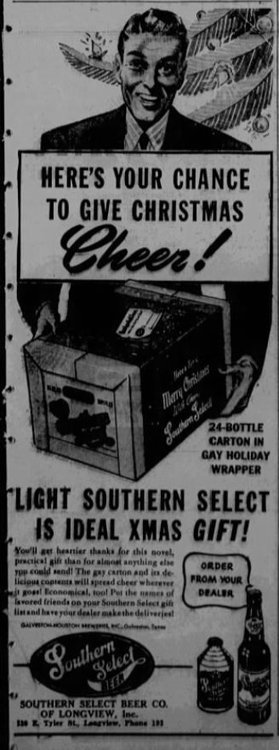 HERE'S YOUR CHANCE
TO GIVE CHRISTMAS
Cheer!
Merry Christmas
Southern Select
24-BOTTLE
CARTON IN
GAY HOLIDAY
WRAPPER
LIGHT SOUTHERN SELECT
IS IDEAL XMAS GIFT!
You'll get heartier thanks for this novel,
practical gift than for almost anything else
you could send! The gay carton and its de-
licious contents will spread cheer wherever
it goes! Economical, too! Put the names of
favored friends on your Southern Select gift
list and have your dealer make the deliveries!
GALVESTON-HOUSTON BREWERIES, INC., Galveston, Texas
ORDER
FROM YOUR
DEALER
Southern
Select
BEER
SOUTHERN SELECT BEER CO.
OF LONGVIEW, Inc.
E. Tyler St., Longview, Phone